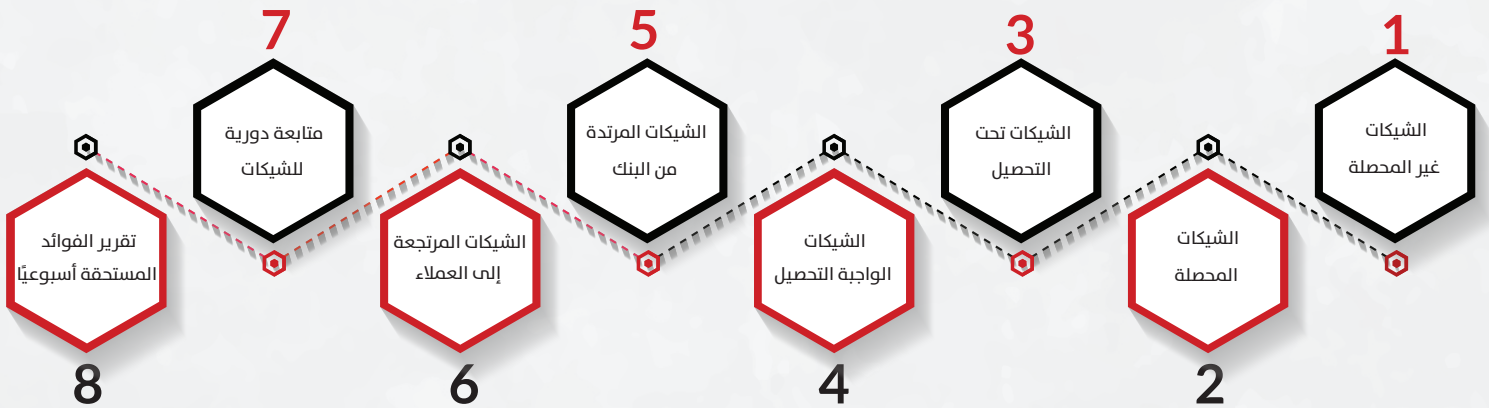 1
الشيكات
غير المحصلة
2
الشيكات
المحصلة
3
الشيكات تحت
التحصيل
4
الشيكات
الواجبة التحصيل
5
الشيكات المرتدة
من البنك
6
الشيكات المرتجعة
إلى العملاء
7
متابعة دورية
للشيكات
8
تقرير الفوائد
المستحقة أسبوعيًا